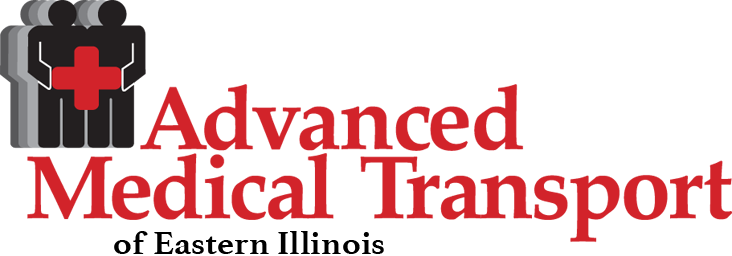 Advanced
Medical Transport
of Eastern Illinois